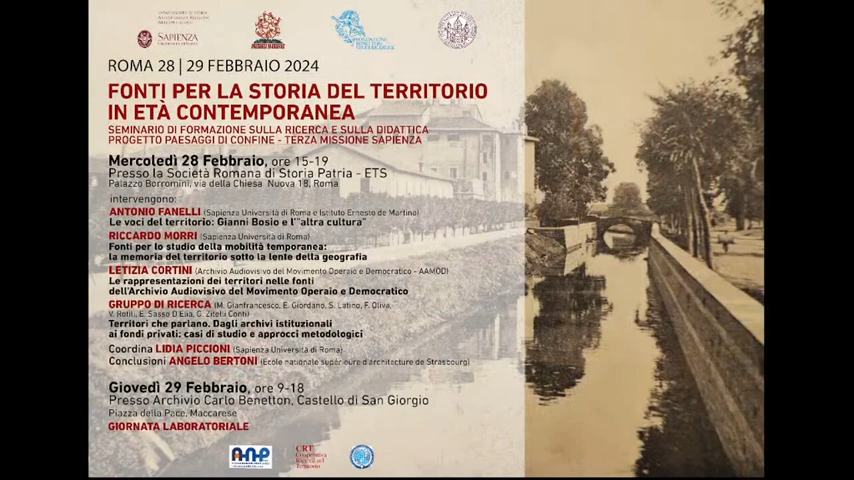 SAPIENZA
UNIVERSITÀ DI ROMA
ROMA 28 | 29 FEBBRAIO 2024
FONTI PER LA STORIA DEL TERRITORIO
IN ETÀ CONTEMPORANEA
SEMINARIO DI FORMAZIONE SULLA RICERCA E SULLA DIDATTICA
PROGETTO PAESAGGI DI CONFINE - TERZA MISSIONE SAPIENZA
Mercoledì 28 Febbraio, ore 15-19
Presso la Società Romana di Storia Patria - ETS
Palazzo Borromini, via della Chiesa Nuova 18, Roma
intervengono:
ANTONIO FANELLI (Sapienza Università di Roma e Istituto Ernesto de Martino)
Le voci del territorio: Gianni Bosio e l'"altra cultura"
RICCARDO MORRI (Sapienza Università di Roma)
Fonti per lo studio della mobilità temporanea:
la memoria del territorio sotto la lente della geografia
LETIZIA CORTINI (Archivio Audiovisivo del Movimento Operaio e Democratico - AAMOD)
Le rappresentazioni dei territori nelle fonti
dell'Archivio Audiovisivo del Movimento Operaio e Democratico
GRUPPO DI RICERCA (M. Gianfrancesco, E. Giordano, S. Latino, F. Oliva,
V. Rotili, E. Sasso D'Elia, G. Zitelli Conti)
Territori che parlano. Dagli archivi istituzionali
ai fondi privati: casi di studio e approcci metodologici
Coordina LIDIA PICCIONI (Sapienza Università di Roma)
Conclusioni ANGELO BERTONI (Ecole nationale supérieure d'architecture de Strasbourg)
Giovedì 29 Febbraio, ore 9-18
Presso Archivio Carlo Benetton, Castello di San Giorgio
Piazza della Pace, Maccarese
GIORNATA LABORATORIALE
CRT